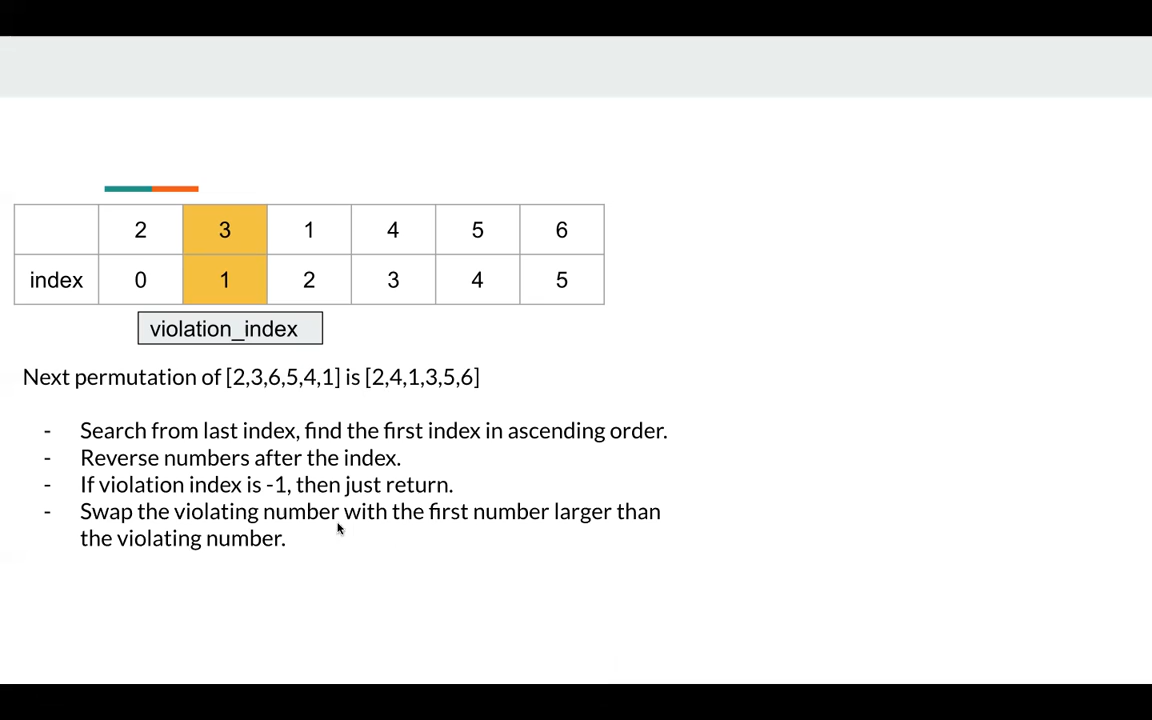 2 3 1 4 5 6
index 0 1 2 3 4 5
violation_index
Next permutation of [2,3,6,5,4,1] is [2,4,1,3,5,6]
- Search from last index, find the first index in ascending order.
- Reverse numbers after the index.
- If violation index is -1, then just return.
- Swap the violating number with the first number larger than
the violating number.